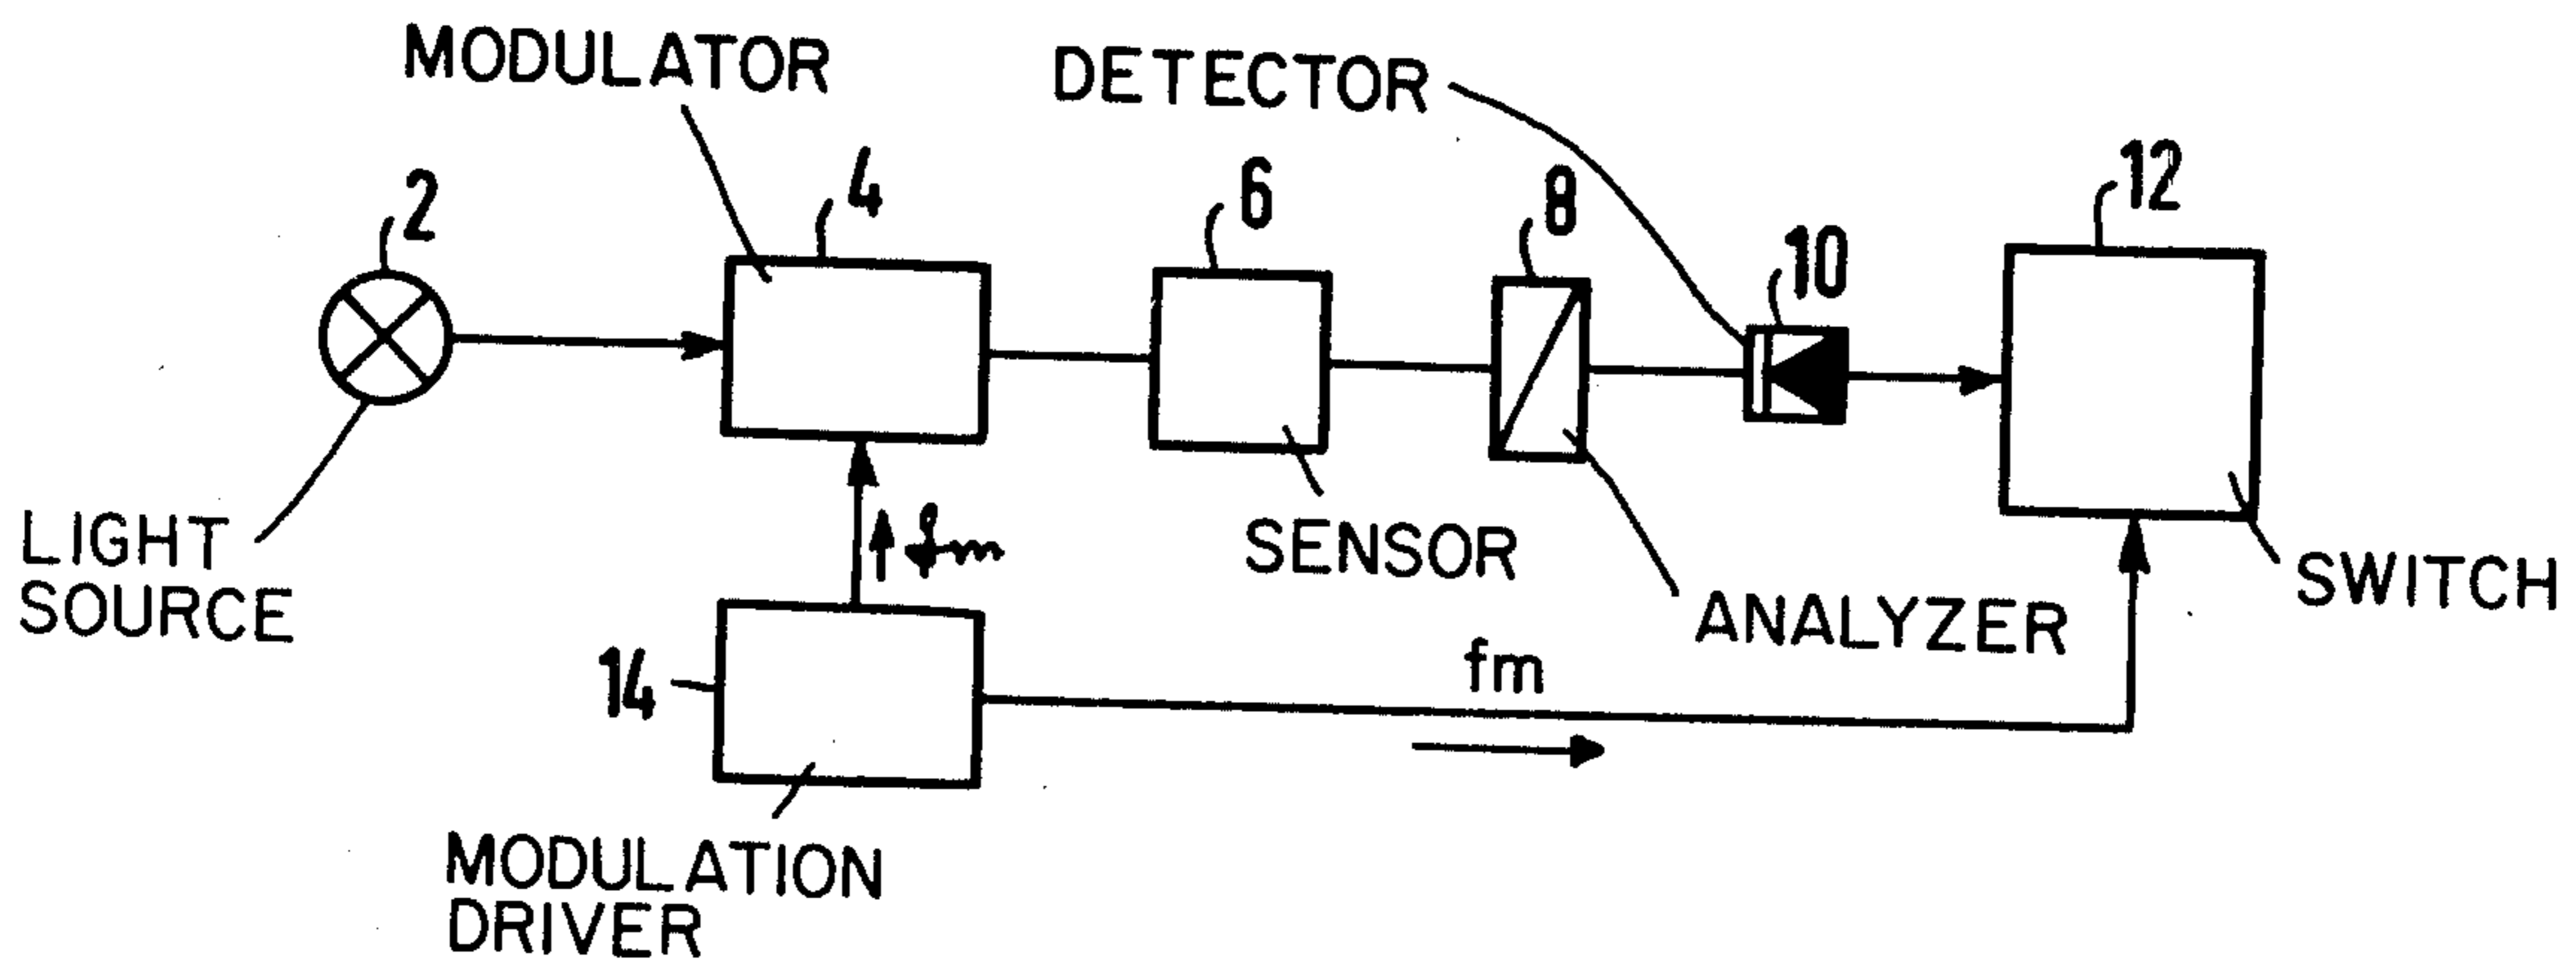 MODULATOR
DETECTOR
2
4
6
8
10
12
LIGHT
SOURCE
fm
SENSOR
ANALYZER
SWITCH
14
fm
MODULATION
DRIVER